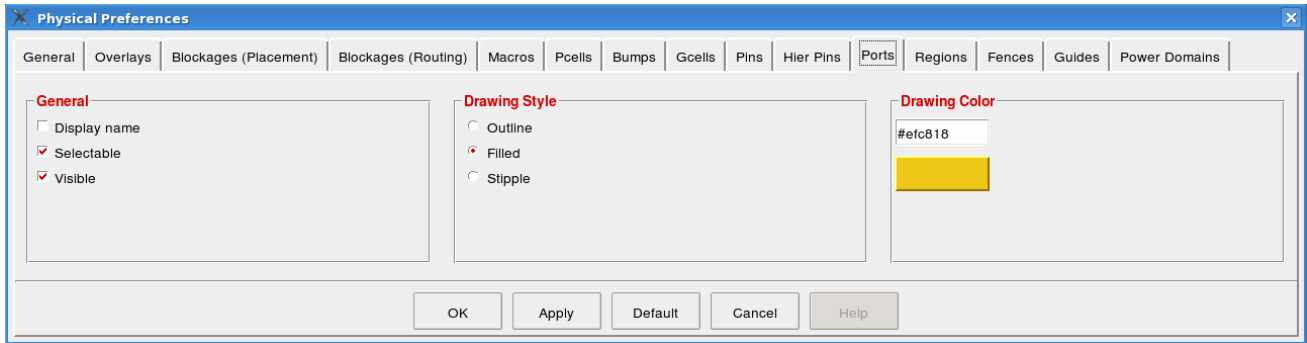 Physical Preferences
General Overlays Blockages (Placement) Blockages (Routing) Macros Pcells Bumps Gcells Pins Hier Pins Ports Regions Fences Guides Power Domains
General Drawing Style Drawing Color
Display name Outline #efc818
Selectable Filled
Visible Stipple
OK Apply Default Cancel Help